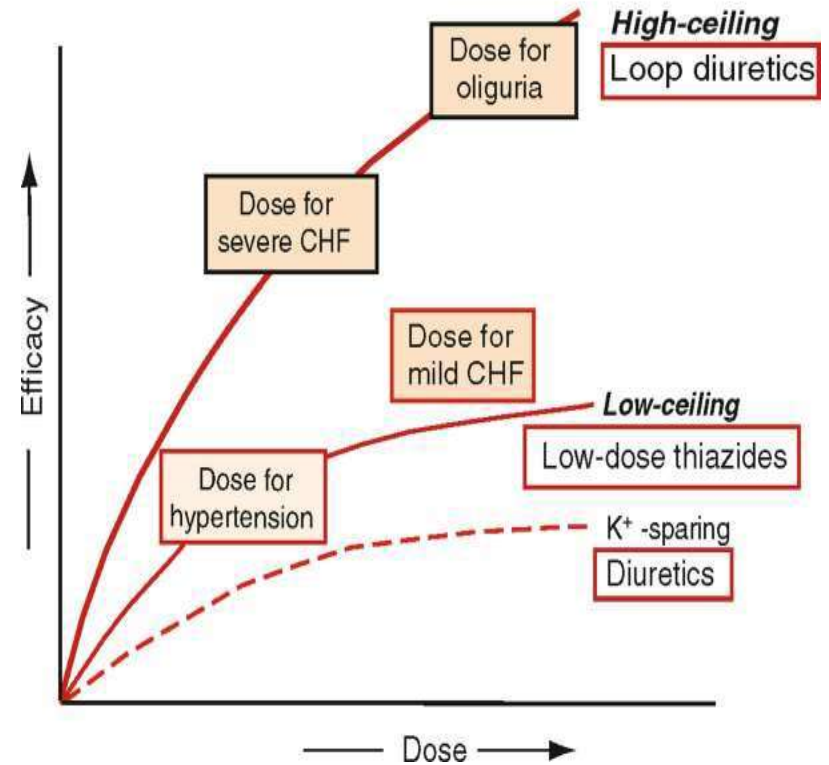 High-ceiling
Loop diuretics
Dose for
oliguria
Dose for
severe CHF
Dose for
mild CHF
Low-ceiling
Low-dose thiazides
Dose for
hypertension
K⁺ -sparing
Diuretics
Efficacy
Dose